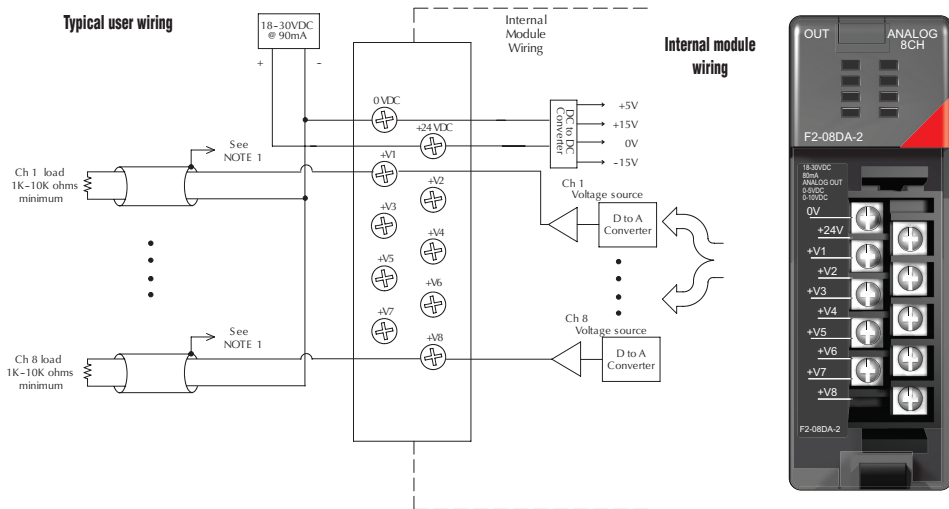 Typical user wiring
18-30VDC
@ 90mA
+
-
Internal
Module
Wiring
Internal module
wiring
0 VDC
+24 VDC
DC to DC
Converter
+5V
+15V
0V
-15V
See
NOTE 1
Ch 1 load
1K-10K ohms
minimum
+V1
+V2
+V3
+V4
+V5
+V6
+V7
+V8
Ch 1
Voltage source
D to A
Converter
Ch 8
Voltage source
D to A
Converter
See
NOTE 1
Ch 8 load
1K-10K ohms
minimum
OUT
ANALOG
8CH
F2-08DA-2
18-30VDC
80mA
ANALOG OUT
0-5VDC
0-10VDC
0V
+24V
+V1
+V2
+V3
+V4
+V5
+V6
+V7
+V8
F2-08DA-2